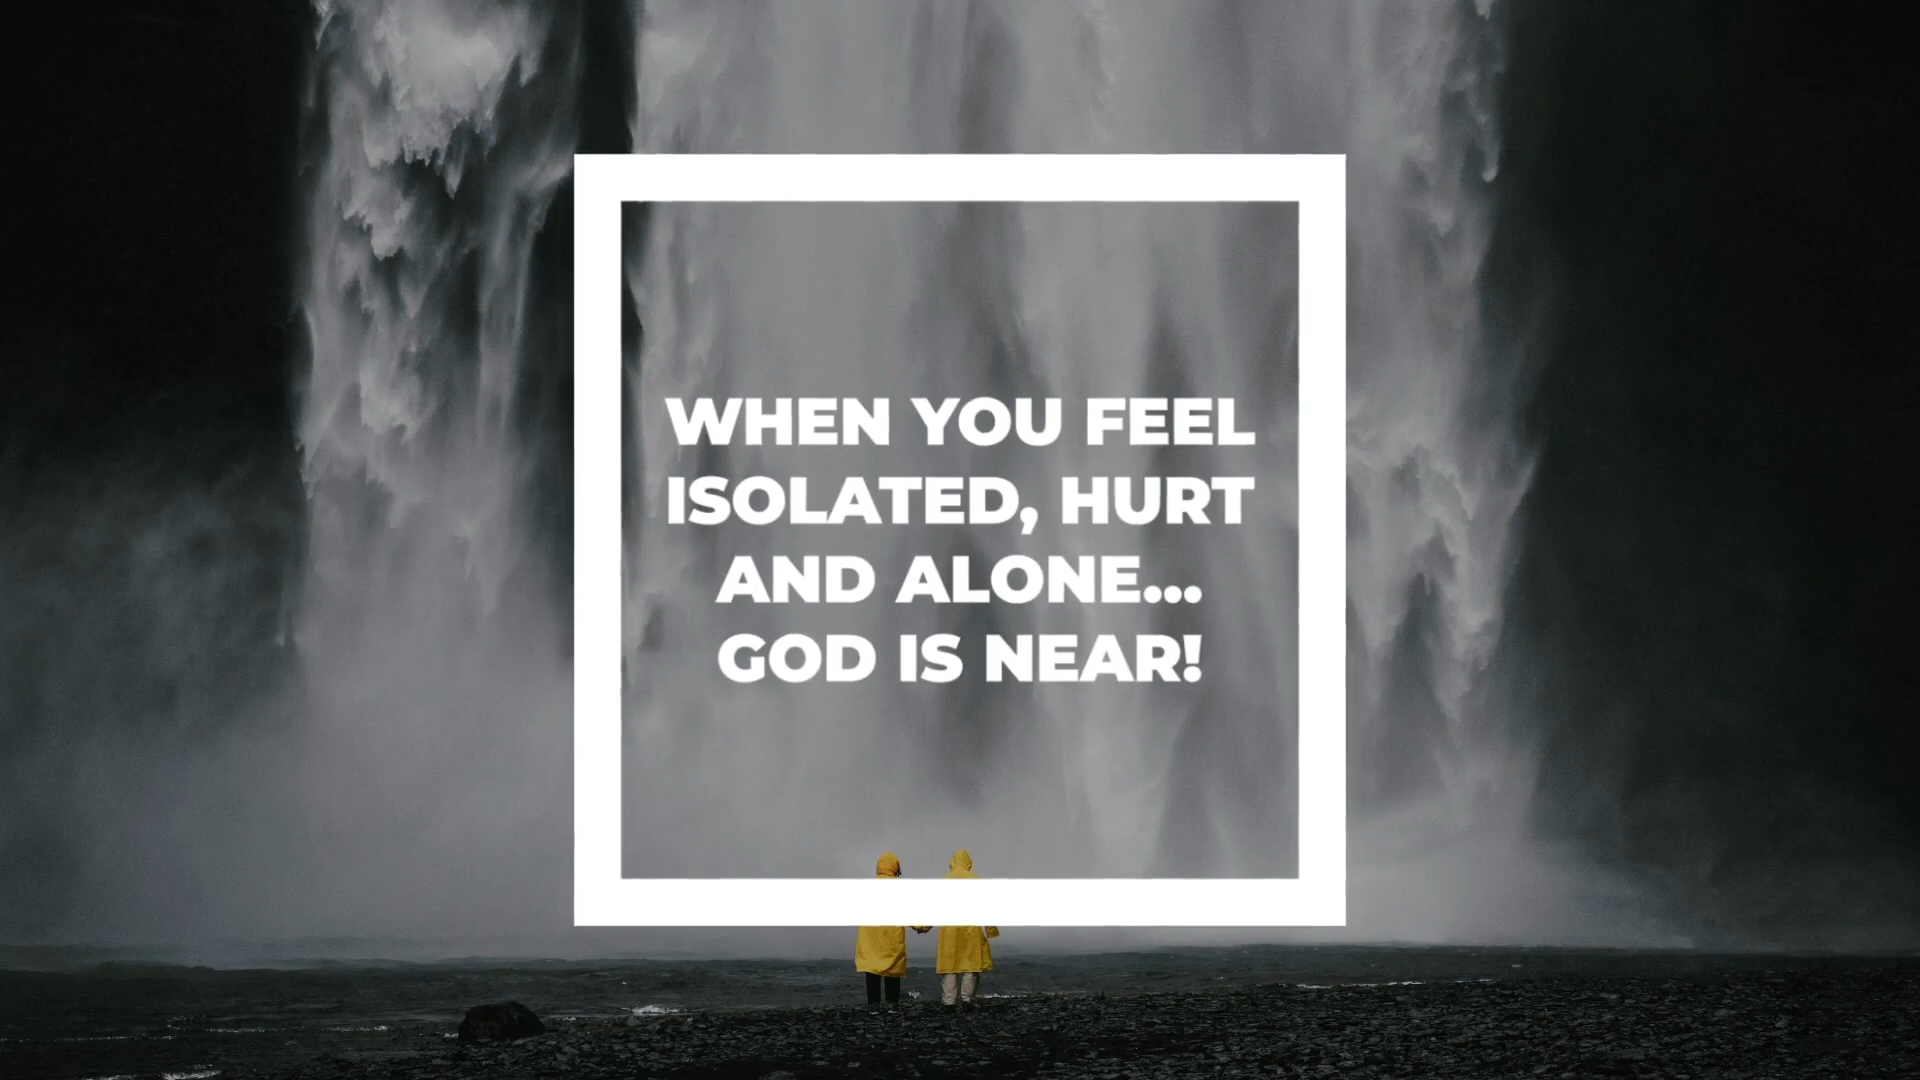 WHEN YOU FEEL
ISOLATED, HURT
AND ALONE...
GOD IS NEAR!